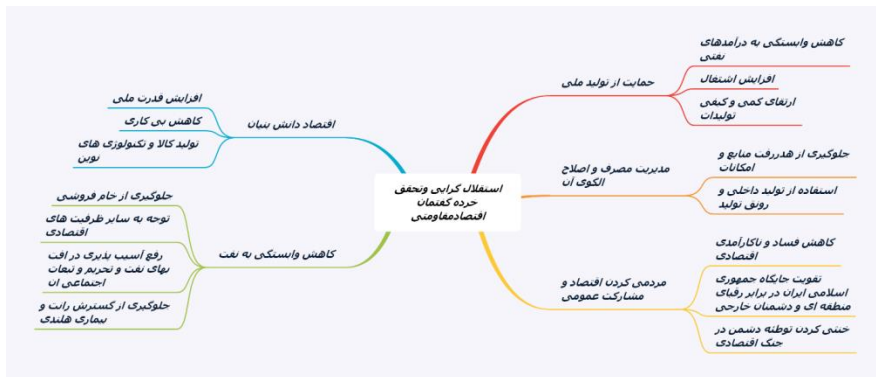 استقلال گرایی وتحقق
خرده گفتمان
اقتصادمقاومتی
حمایت از تولید ملی
کاهش وابستگی به درآمدهای
نفتی
افزایش اشتغال
ارتقای کمی و کیفی
تولیدات
مدیریت مصرف و اصلاح
الگوی آن
جلوگیری از هدررفت منابع و
امکانات
استفاده از تولید داخلی و
رونق تولید
مردمی کردن اقتصاد و
مشارکت عمومی
کاهش فساد و ناکارآمدی
اقتصادی
تقویت جایگاه جمهوری
اسلامی ایران در برابر رقبای
منطقه ای و دشمنان خارجی
خنثی کردن توطئه دشمن در
جنگ اقتصادی
اقتصاد دانش بنیان
افزایش قدرت ملی
کاهش بی کاری
تولید کالا و تکنولوژی های
نوین
کاهش وابستگی به نفت
جلوگیری از خام فروشی
توجه به سایر ظرفیت های
اقتصادی
رفع آسیب پذیری در افت
بهای نفت و تحریم و تبعات
اجتماعی ان
جلوگیری از گسترش رانت و
بیماری هلندی